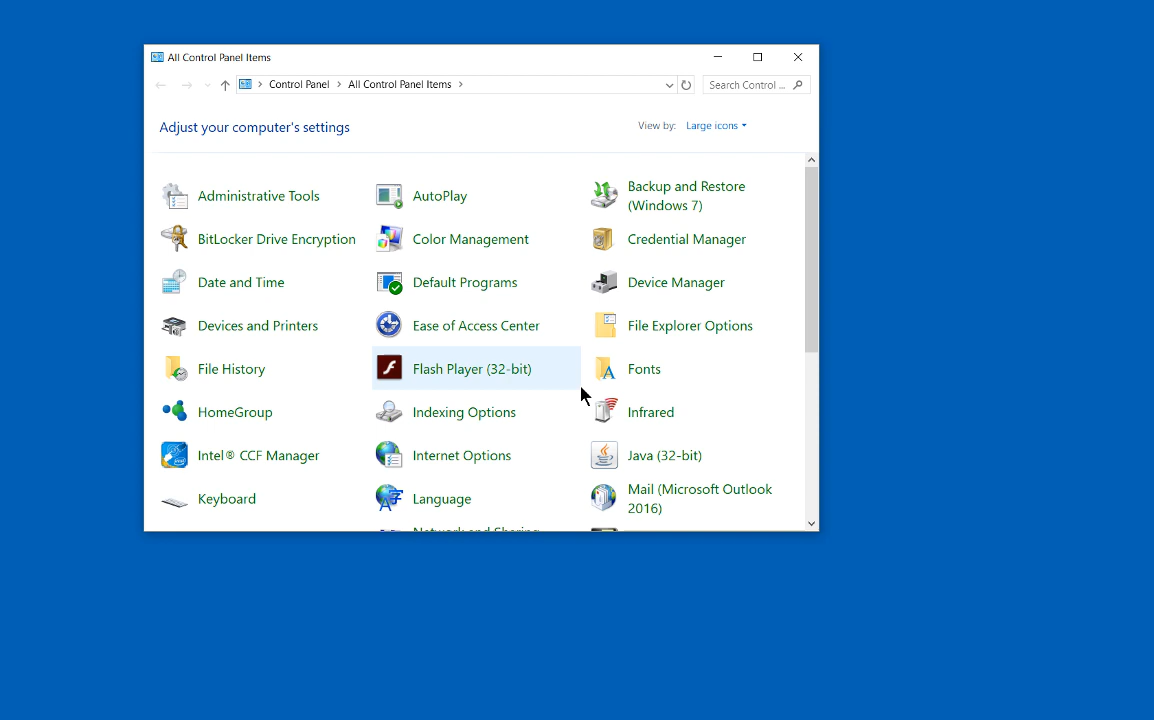 All Control Panel Items
Control Panel > All Control Panel Items >
Search Control ...
Adjust your computer's settings
View by: Large icons
Administrative Tools
AutoPlay
Backup and Restore
(Windows 7)
BitLocker Drive Encryption
Color Management
Credential Manager
Date and Time
Default Programs
Device Manager
Devices and Printers
Ease of Access Center
File Explorer Options
File History
Flash Player (32-bit)
Fonts
HomeGroup
Indexing Options
Infrared
Intel® CCF Manager
Internet Options
Java (32-bit)
Keyboard
Language
Mail (Microsoft Outlook
2016)
Network and Sharing